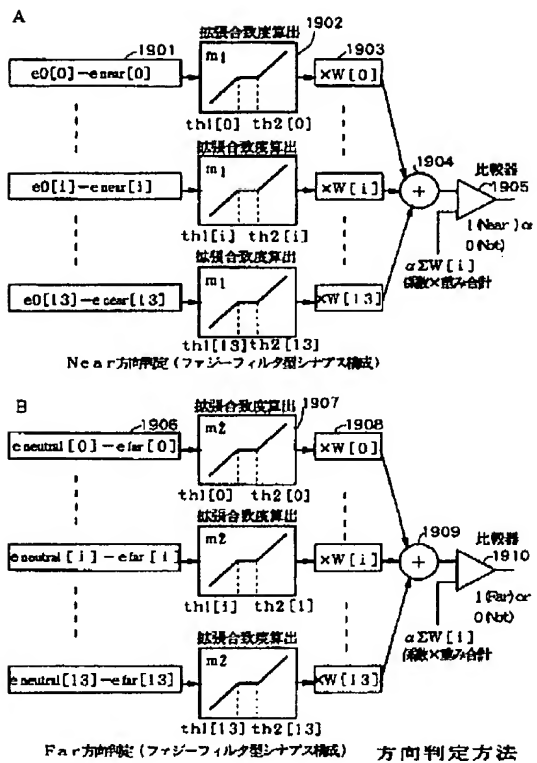 A
1901
拡張合致度算出
1902
1903
e0[0]−enear[0]
m1
×W[0]
th1[0] th2[0]
拡張合致度算出
1904
比較器
1905
e0[i]−enear[i]
m1
×W[i]
+
th1[i] th2[i]
1(Near)or
0(Not)
拡張合致度算出
αΣW[i]
係数×重み合計
e0[13]−enear[13]
m1
×W[13]
th1[13] th2[13]
Near方向判定(ファジーフィルタ型シナプス構成)
B
1906
拡張合致度算出
1907
1908
eneutral[0]−efar[0]
m2
×W[0]
th1[0] th2[0]
拡張合致度算出
1909
比較器
1910
eneutral[i]−efar[i]
m2
×W[i]
+
th1[i] th2[i]
1(Far)or
0(Not)
拡張合致度算出
αΣW[i]
係数×重み合計
eneutral[13]−efar[13]
m2
×W[13]
th1[13] th2[13]
Far方向判定(ファジーフィルタ型シナプス構成)
方向判定方法